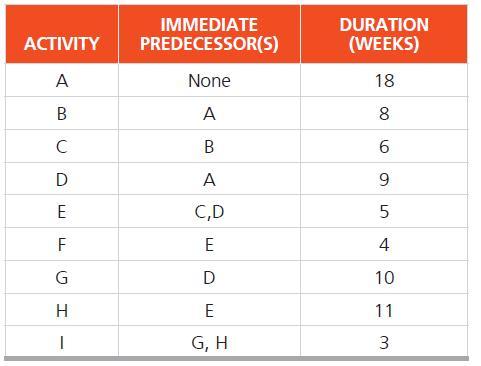 ACTIVITY IMMEDIATE PREDECESSOR(S) DURATION (WEEKS)
A None 18
B A 8
C B 6
D A 9
E C,D 5
F E 4
G D 10
H E 11
I G, H 3